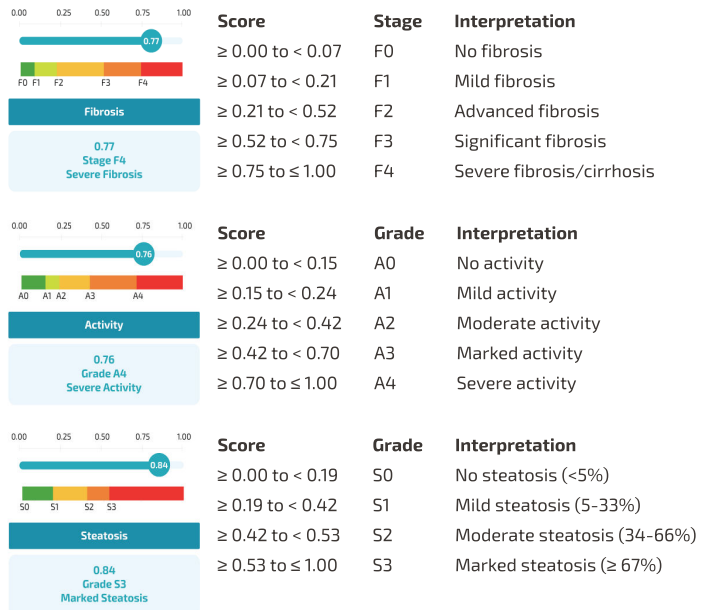 0.00 0.25 0.50 0.75 1.00
0.77
F0 F1 F2 F3 F4
Fibrosis
0.77
Stage F4
Severe Fibrosis
Score Stage Interpretation
≥ 0.00 to < 0.07 F0 No fibrosis
≥ 0.07 to < 0.21 F1 Mild fibrosis
≥ 0.21 to < 0.52 F2 Advanced fibrosis
≥ 0.52 to < 0.75 F3 Significant fibrosis
≥ 0.75 to ≤ 1.00 F4 Severe fibrosis/cirrhosis
0.00 0.25 0.50 0.75 1.00
0.76
A0 A1 A2 A3 A4
Activity
0.76
Grade A4
Severe Activity
Score Grade Interpretation
≥ 0.00 to < 0.15 A0 No activity
≥ 0.15 to < 0.24 A1 Mild activity
≥ 0.24 to < 0.42 A2 Moderate activity
≥ 0.42 to < 0.70 A3 Marked activity
≥ 0.70 to ≤ 1.00 A4 Severe activity
0.00 0.25 0.50 0.75 1.00
0.84
S0 S1 S2 S3
Steatosis
0.84
Grade S3
Marked Steatosis
Score Grade Interpretation
≥ 0.00 to < 0.19 S0 No steatosis (<5%)
≥ 0.19 to < 0.42 S1 Mild steatosis (5-33%)
≥ 0.42 to < 0.53 S2 Moderate steatosis (34-66%)
≥ 0.53 to ≤ 1.00 S3 Marked steatosis (≥ 67%)